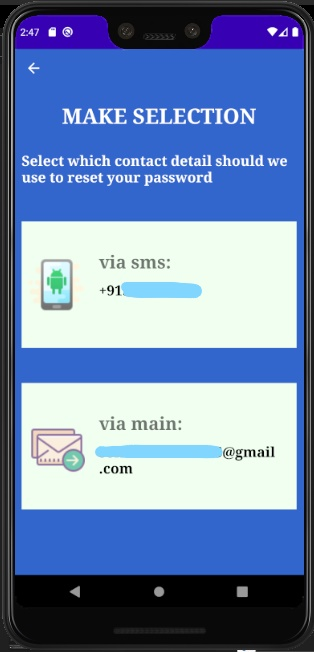 2:47
MAKE SELECTION
Select which contact detail should we
use to reset your password
via sms:
+91
via main:
@gmail
.com